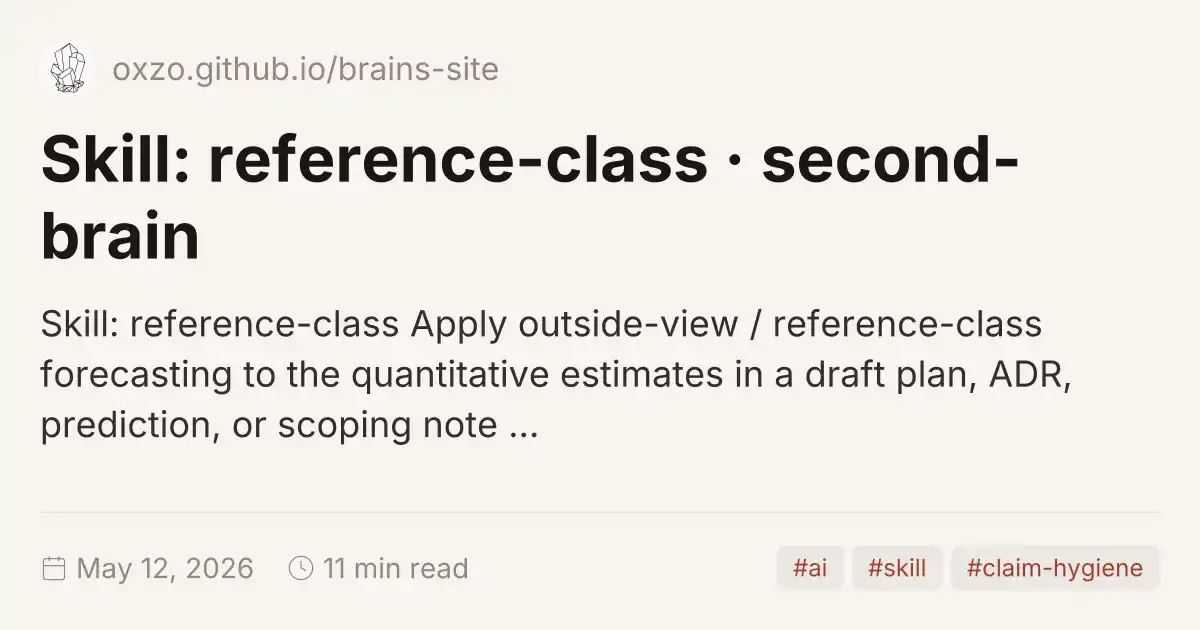 oxzo.github.io/brains-site
Skill: reference-class · second-
brain
Skill: reference-class Apply outside-view / reference-class
forecasting to the quantitative estimates in a draft plan, ADR,
prediction, or scoping note ...
May 12, 2026 11 min read #ai #skill #claim-hygiene